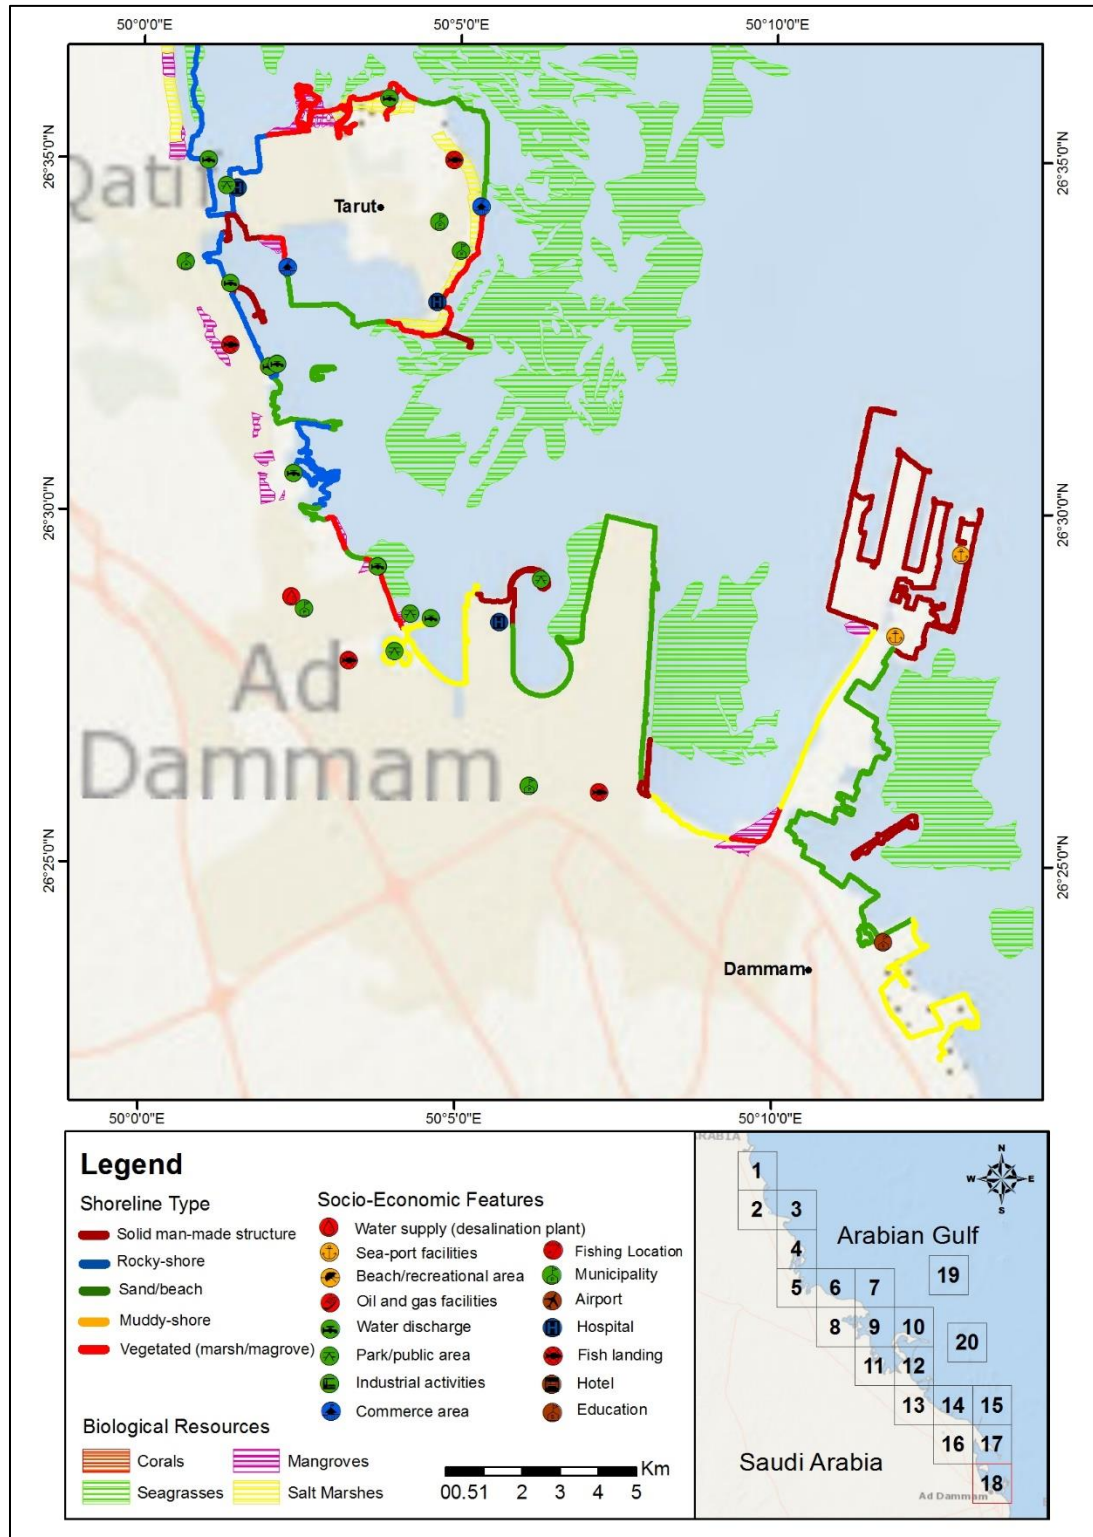 50°0'0"E 50°5'0"E 50°10'0"E
26°35'0"N 26°35'0"N
Qatif
Tarut
26°30'0"N 26°30'0"N
Ad
Dammam
26°25'0"N 26°25'0"N
Dammam
50°0'0"E 50°5'0"E 50°10'0"E
Legend
Shoreline Type
Solid man-made structure
Rocky-shore
Sand/beach
Muddy-shore
Vegetated (marsh/magrove)
Socio-Economic Features
Water supply (desalination plant)
Sea-port facilities
Beach/recreational area
Oil and gas facilities
Water discharge
Park/public area
Industrial activities
Commerce area
Fishing Location
Municipality
Airport
Hospital
Fish landing
Hotel
Education
Biological Resources
Corals
Mangroves
Seagrasses
Salt Marshes
Km
00.51 2 3 4 5
ARABIA
N
W E
S
1
2 3
Arabian Gulf
4
19
5 6 7
8 9 10
20
11 12
13 14 15
16 17
Saudi Arabia
18
Ad Dammam